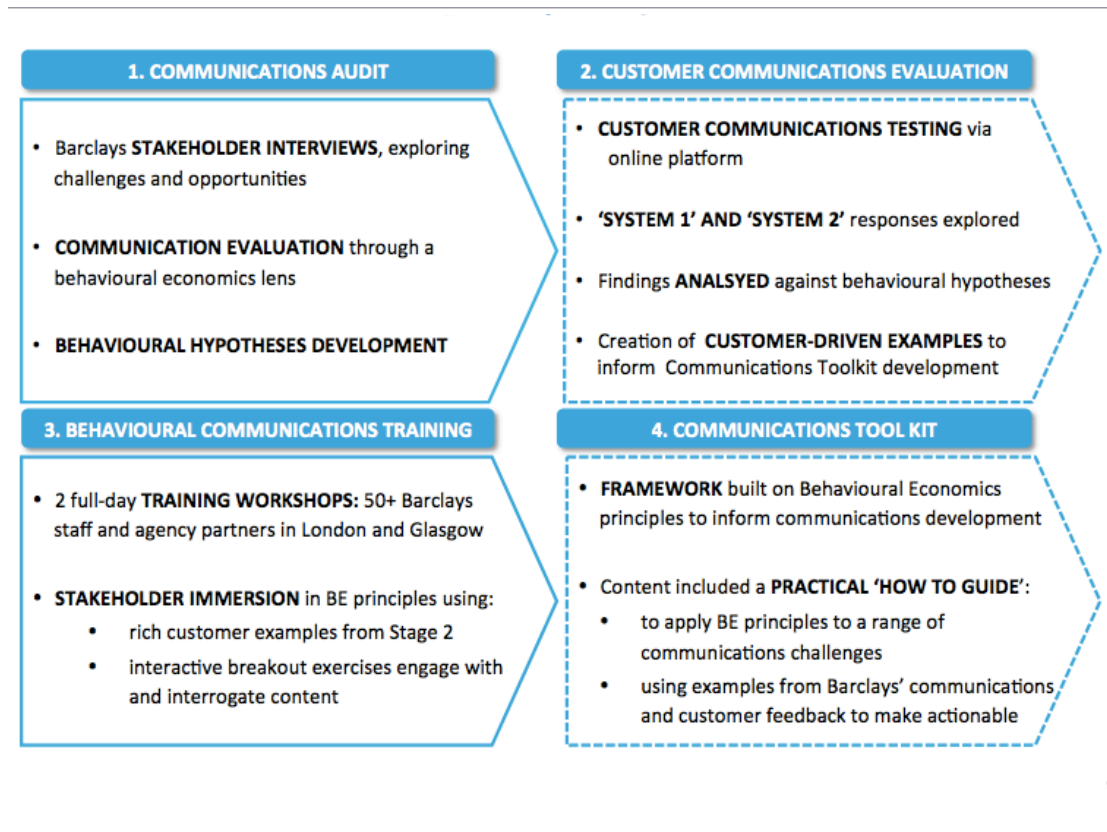 1. COMMUNICATIONS AUDIT
• Barclays STAKEHOLDER INTERVIEWS, exploring
challenges and opportunities
• COMMUNICATION EVALUATION through a
behavioural economics lens
• BEHAVIOURAL HYPOTHESES DEVELOPMENT
2. CUSTOMER COMMUNICATIONS EVALUATION
• CUSTOMER COMMUNICATIONS TESTING via
online platform
• ‘SYSTEM 1’ AND ‘SYSTEM 2’ responses explored
• Findings ANALSYED against behavioural hypotheses
• Creation of CUSTOMER-DRIVEN EXAMPLES to
inform Communications Toolkit development
3. BEHAVIOURAL COMMUNICATIONS TRAINING
• 2 full-day TRAINING WORKSHOPS: 50+ Barclays
staff and agency partners in London and Glasgow
• STAKEHOLDER IMMERSION in BE principles using:
• rich customer examples from Stage 2
• interactive breakout exercises engage with
and interrogate content
4. COMMUNICATIONS TOOL KIT
• FRAMEWORK built on Behavioural Economics
principles to inform communications development
• Content included a PRACTICAL ‘HOW TO GUIDE’:
• to apply BE principles to a range of
communications challenges
• using examples from Barclays’ communications
and customer feedback to make actionable